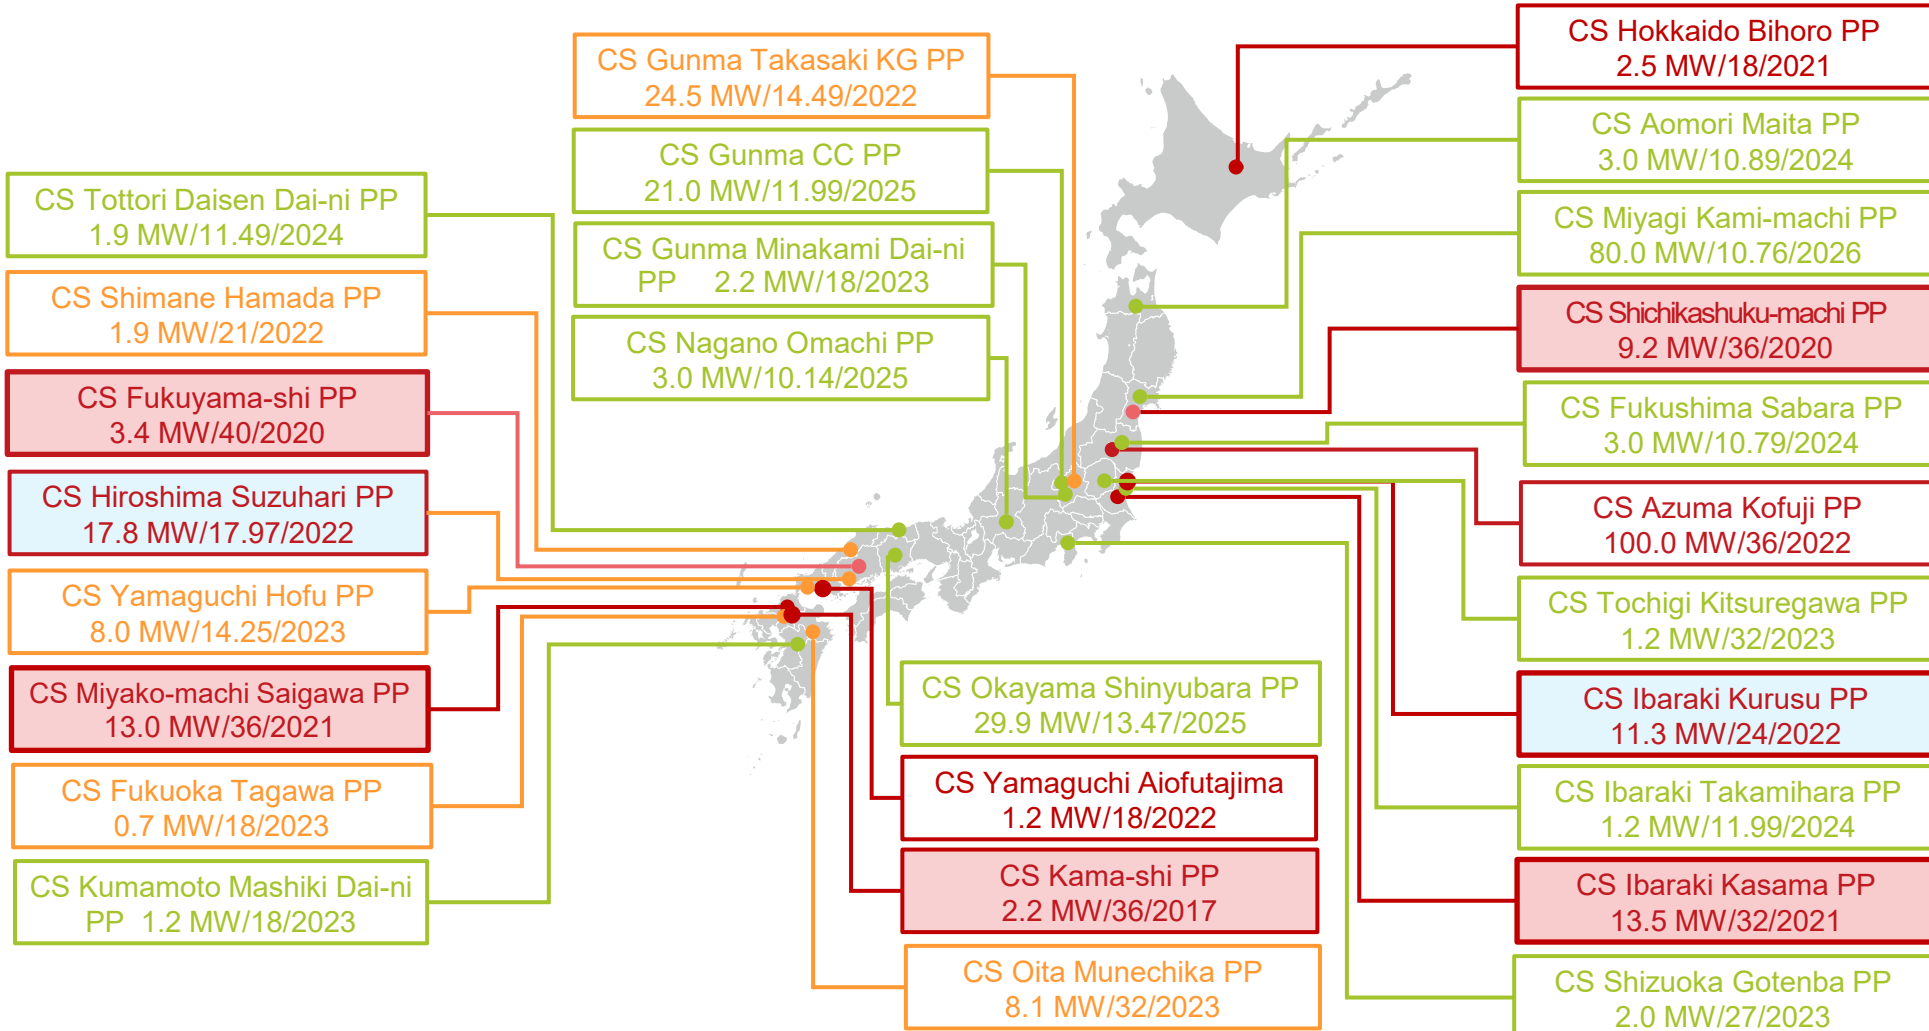 CS Tottori Daisen Dai-ni PP
1.9 MW/11.49/2024
CS Shimane Hamada PP
1.9 MW/21/2022
CS Fukuyama-shi PP
3.4 MW/40/2020
CS Hiroshima Suzuhari PP
17.8 MW/17.97/2022
CS Yamaguchi Hofu PP
8.0 MW/14.25/2023
CS Miyako-machi Saigawa PP
13.0 MW/36/2021
CS Fukuoka Tagawa PP
0.7 MW/18/2023
CS Kumamoto Mashiki Dai-ni
PP 1.2 MW/18/2023
CS Gunma Takasaki KG PP
24.5 MW/14.49/2022
CS Gunma CC PP
21.0 MW/11.99/2025
CS Gunma Minakami Dai-ni
PP 2.2 MW/18/2023
CS Nagano Omachi PP
3.0 MW/10.14/2025
CS Okayama Shinyubara PP
29.9 MW/13.47/2025
CS Yamaguchi Aiofutajima
1.2 MW/18/2022
CS Kama-shi PP
2.2 MW/36/2017
CS Oita Munechika PP
8.1 MW/32/2023
CS Hokkaido Bihoro PP
2.5 MW/18/2021
CS Aomori Maita PP
3.0 MW/10.89/2024
CS Miyagi Kami-machi PP
80.0 MW/10.76/2026
CS Shichikashuku-machi PP
9.2 MW/36/2020
CS Fukushima Sabara PP
3.0 MW/10.79/2024
CS Azuma Kofuji PP
100.0 MW/36/2022
CS Tochigi Kitsuregawa PP
1.2 MW/32/2023
CS Ibaraki Kurusu PP
11.3 MW/24/2022
CS Ibaraki Takamihara PP
1.2 MW/11.99/2024
CS Ibaraki Kasama PP
13.5 MW/32/2021
CS Shizuoka Gotenba PP
2.0 MW/27/2023